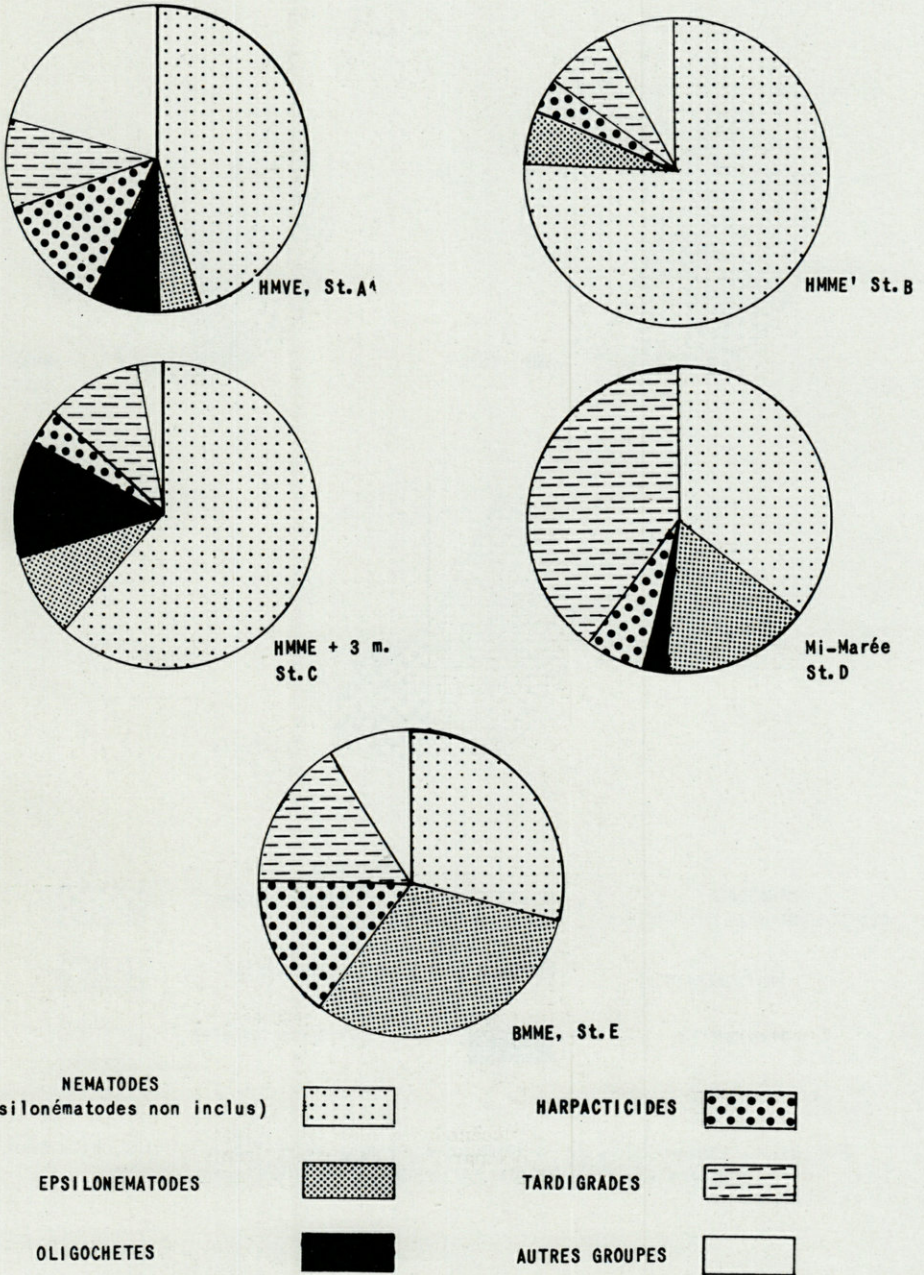 HMVE, St.A¹
HMME' St.B
HMME + 3 m.
St.C
Mi-Marée
St.D
BMME, St.E
NEMATODES
silonématodes non inclus)
HARPACTICIDES
EPSILONEMATODES
TARDIGRADES
OLIGOCHETES
AUTRES GROUPES